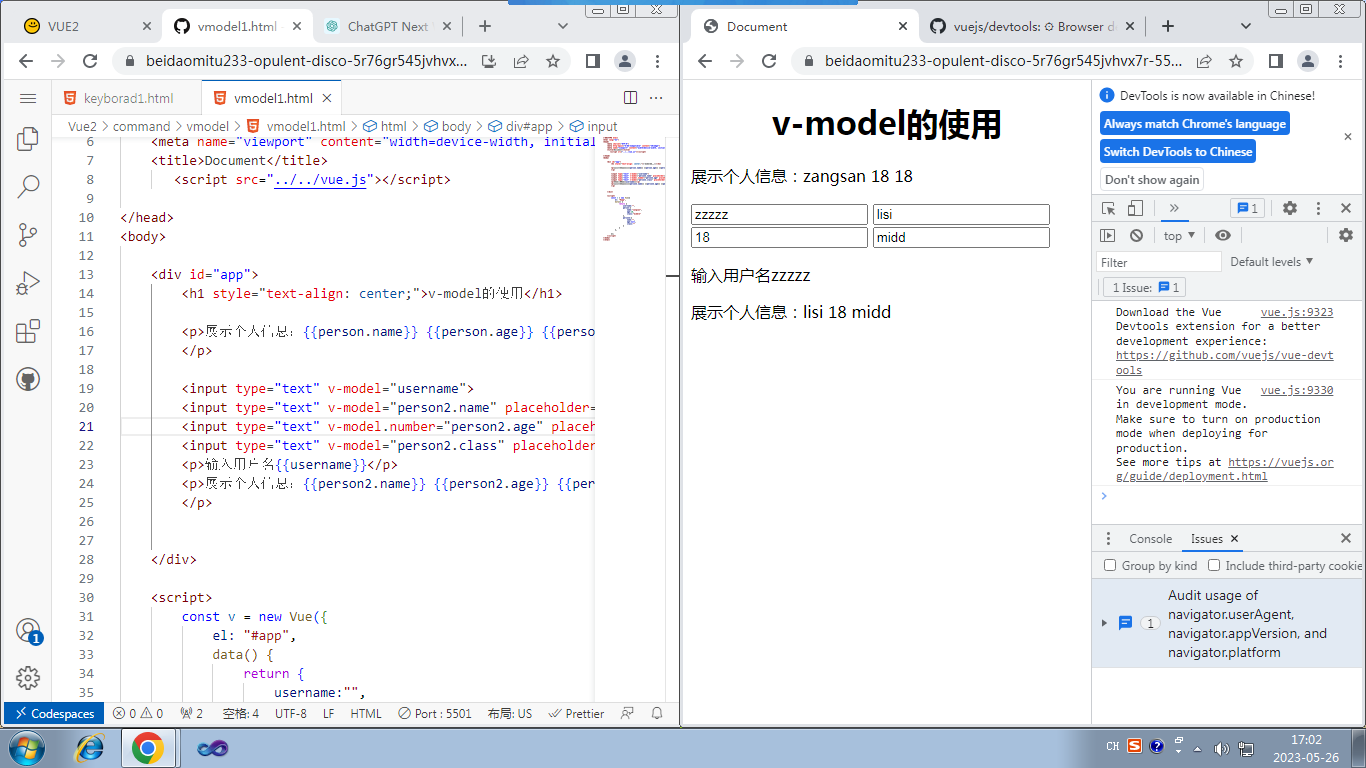 VUE2
vmodel1.html
ChatGPT Next
beidaomitu233-opulent-disco-5r76gr545jvhvx...
keyborad1.html
vmodel1.html
Vue2 > command > vmodel > vmodel1.html > html > body > div#app > input
6 <meta name="viewport" content="width=device-width, initial
7 <title>Document</title>
8 <script src="../../vue.js"></script>
9
10 </head>
11 <body>
12
13 <div id="app">
14 <h1 style="text-align: center;">v-model的使用</h1>
15
16 <p>展示个人信息：{{person.name}} {{person.age}} {{perso
17 </p>
18
19 <input type="text" v-model="username">
20 <input type="text" v-model="person2.name" placeholder=
21 <input type="text" v-model.number="person2.age" placeh
22 <input type="text" v-model="person2.class" placeholder
23 <p>输入用户名{{username}}</p>
24 <p>展示个人信息：{{person2.name}} {{person2.age}} {{per
25 </p>
26
27
28 </div>
29
30 <script>
31 const v = new Vue({
32 el: "#app",
33 data() {
34 return {
35 username:"",
1
Codespaces
0 0
2
空格: 4
UTF-8
LF
HTML
Port : 5501
布局: US
Prettier
Document
vuejs/devtools: ⚙ Browser d
beidaomitu233-opulent-disco-5r76gr545jvhvx7r-55...
v-model的使用
展示个人信息：zangsan 18 18
zzzzz lisi
18 midd
输入用户名zzzzz
展示个人信息：lisi 18 midd
DevTools is now available in Chinese!
Always match Chrome's language
Switch DevTools to Chinese
Don't show again
1
top
Filter
Default levels
1 Issue: 1
Download the Vue vue.js:9323
Devtools extension for a better
development experience:
https://github.com/vuejs/vue-devt
ools
You are running Vue vue.js:9330
in development mode.
Make sure to turn on production
mode when deploying for
production.
See more tips at https://vuejs.or
g/guide/deployment.html
Console
Issues
Group by kind
Include third-party cookie
Audit usage of
1 navigator.userAgent,
navigator.appVersion, and
navigator.platform
CH
17:02
2023-05-26